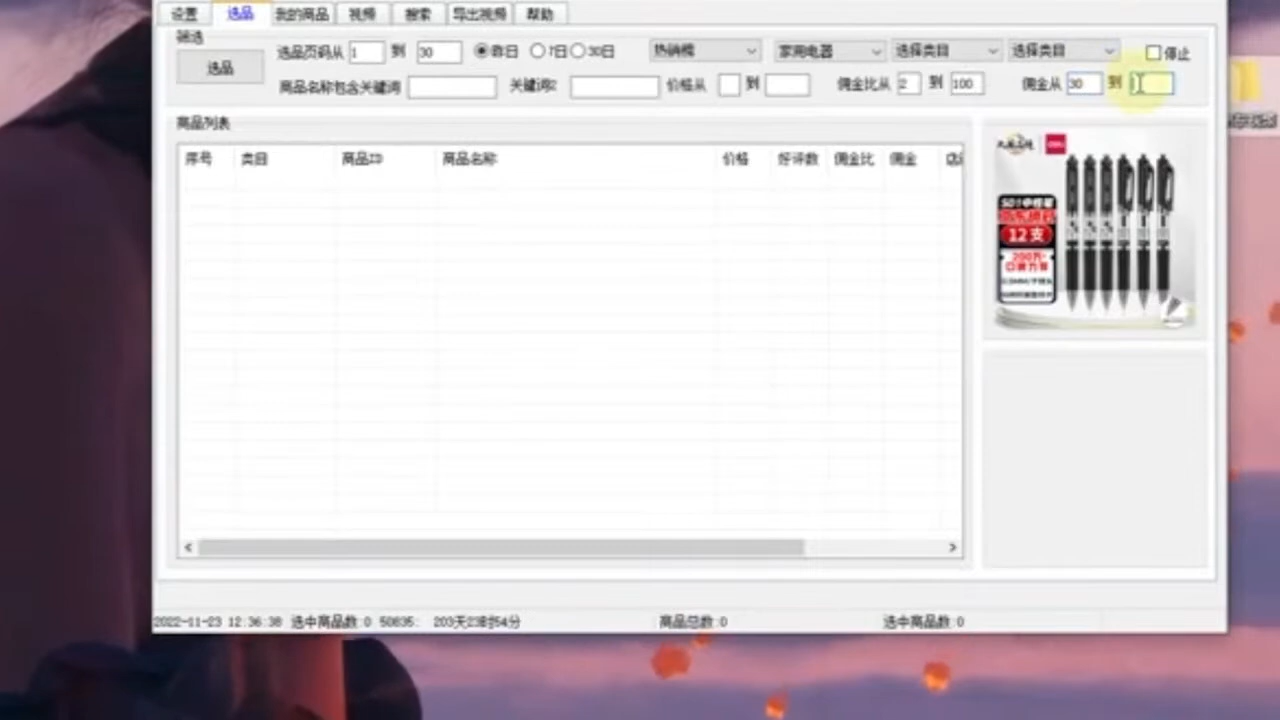 设置 选品 我的商品 视频 搜索 导出视频 帮助
筛选
选品 选品页码从 1 到 30 昨日 7日 30日 热销榜 家用电器 选择类目 选择类目 停止
商品名称包含关键词 关键词2 价格从 到 佣金比从 2 到 100 佣金从 30 到
商品列表
序号 类目 商品ID 商品名称 价格 好评数 佣金比 佣金
12支
2022-11-23 12:36:38 选中商品数:0 50835: 203天23时54分 商品总数:0 选中商品数:0